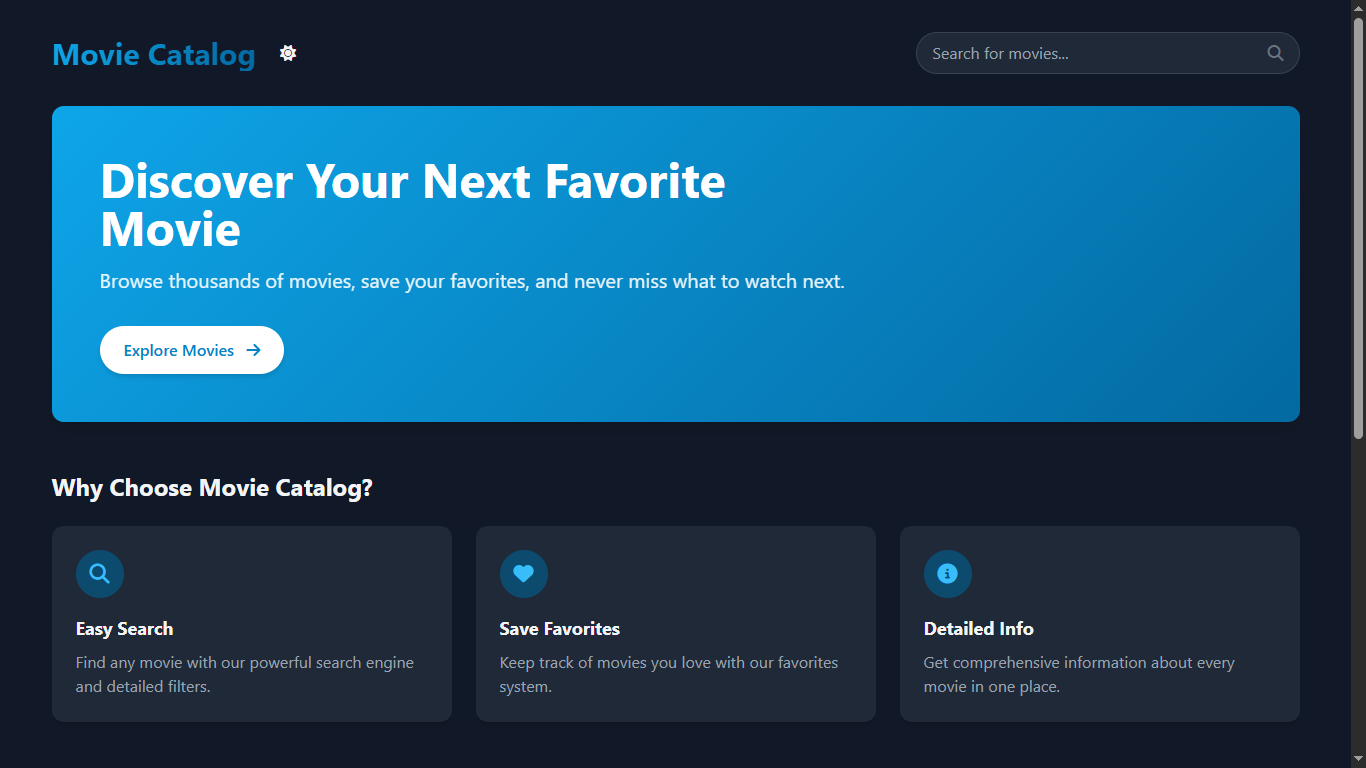 Movie Catalog
Search for movies...
Discover Your Next Favorite
Movie
Browse thousands of movies, save your favorites, and never miss what to watch next.
Explore Movies
Why Choose Movie Catalog?
Easy Search
Find any movie with our powerful search engine
and detailed filters.
Save Favorites
Keep track of movies you love with our favorites
system.
Detailed Info
Get comprehensive information about every
movie in one place.